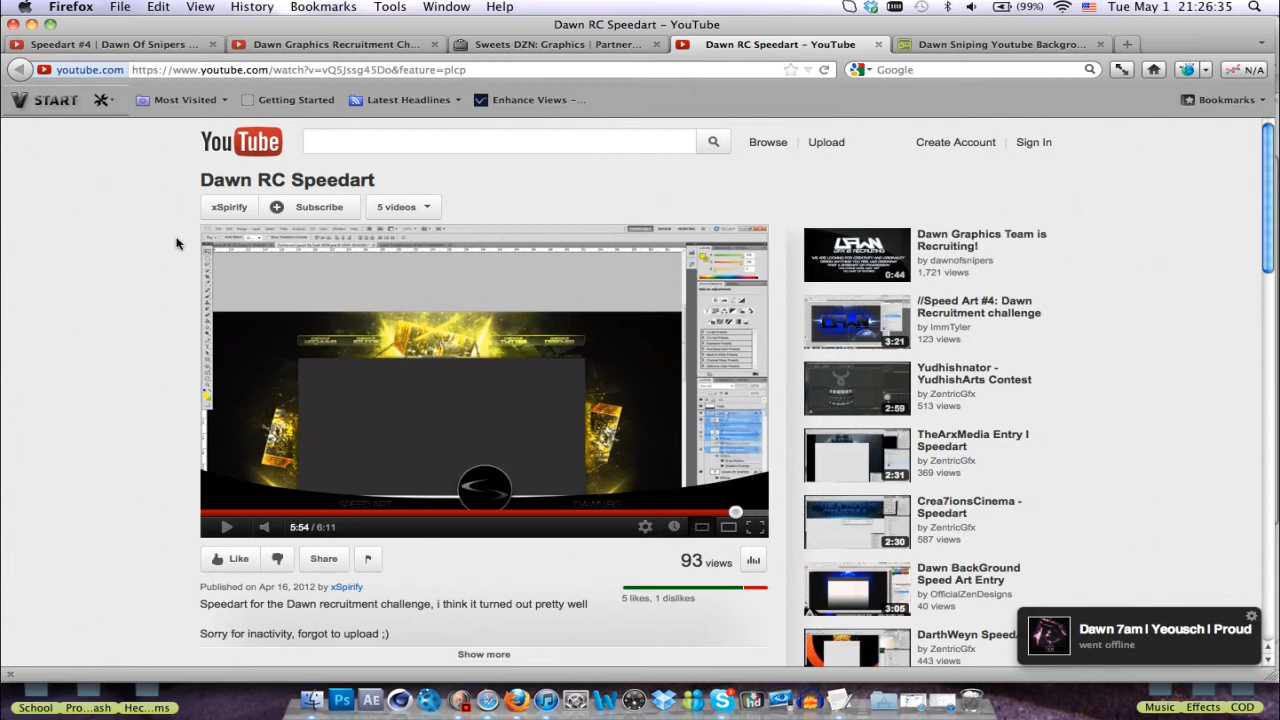 Firefox File Edit View History Bookmarks Tools Window Help (99%) Tue May 1 21:26:35
Dawn RC Speedart – YouTube
Speedart #4 | Dawn Of Snipers ... Dawn Graphics Recruitment Ch... Sweets DZN: Graphics | Partner... Dawn RC Speedart – YouTube Dawn Sniping Youtube Backgro...
youtube.com https://www.youtube.com/watch?v=vQSJssg45Do&feature=plcp Google N/A
START Most Visited Getting Started Latest Headlines Enhance Views –... Bookmarks
YouTube Browse Upload Create Account Sign In
Dawn RC Speedart
xSpirify Subscribe 5 videos
Dawn Graphics Team is
Recruiting!
by dawnofsnipers
1,721 views
0:44
//Speed Art #4: Dawn
Recruitment challenge
by ImmTyler
123 views
3:21
Yudhishnator -
YudhishArts Contest
by ZentricGfx
513 views
2:59
TheArxMedia Entry I
Speedart
by ZentricGfx
369 views
2:31
Crea7ionsCinema -
Speedart
by ZentricGfx
587 views
2:30
Dawn BackGround
Speed Art Entry
by OfficialZenDesigns
40 views
3:05
DarthWeyn Speed
by ZentricGfx
443 views
SPEED ART DAWN BG
5:54 / 6:11
Like Share 93 views
Published on Apr 16, 2012 by xSpirify
5 likes, 1 dislikes
Speedart for the Dawn recruitment challenge, i think it turned out pretty well
Sorry for inactivity, forgot to upload ;)
Show more
Dawn 7am l Yeousch l Proud
went offline
School Pro...ash Hec...ms Music Effects COD